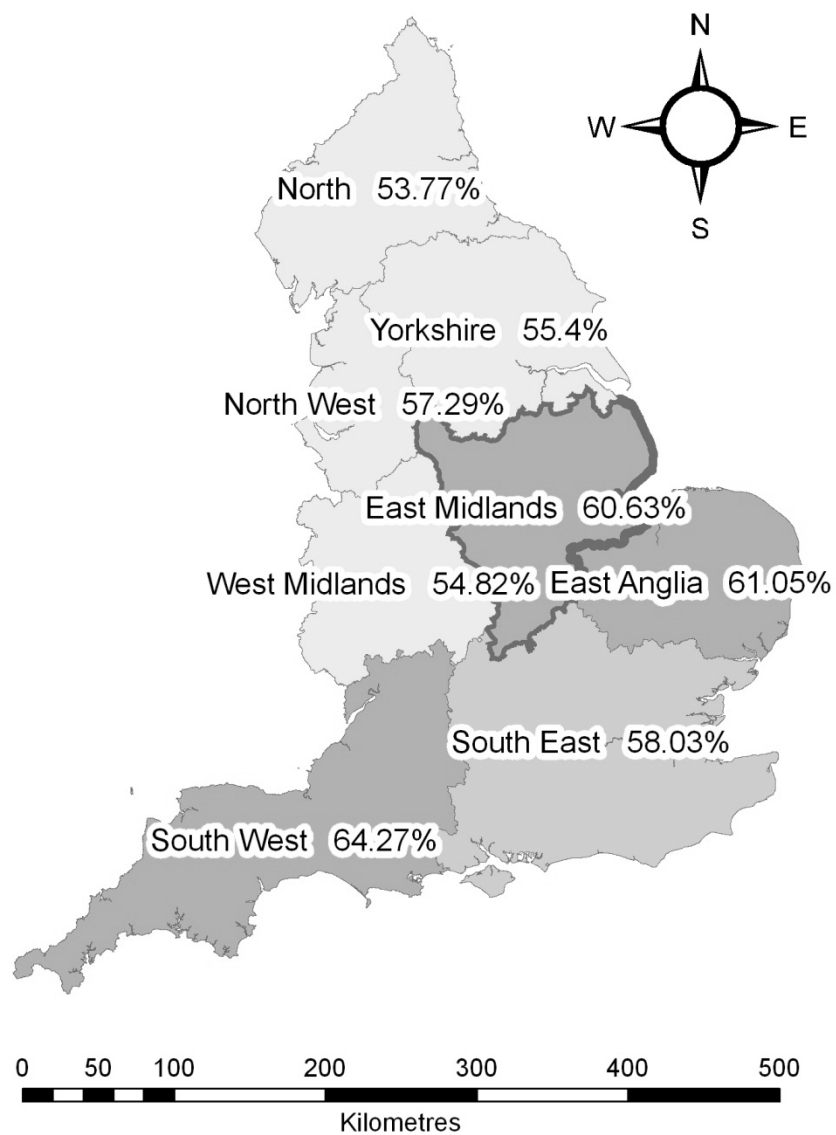 N
W E
S
North 53.77%
Yorkshire 55.4%
North West 57.29%
East Midlands 60.63%
West Midlands 54.82%
East Anglia 61.05%
South East 58.03%
South West 64.27%
0 50 100 200 300 400 500
Kilometres